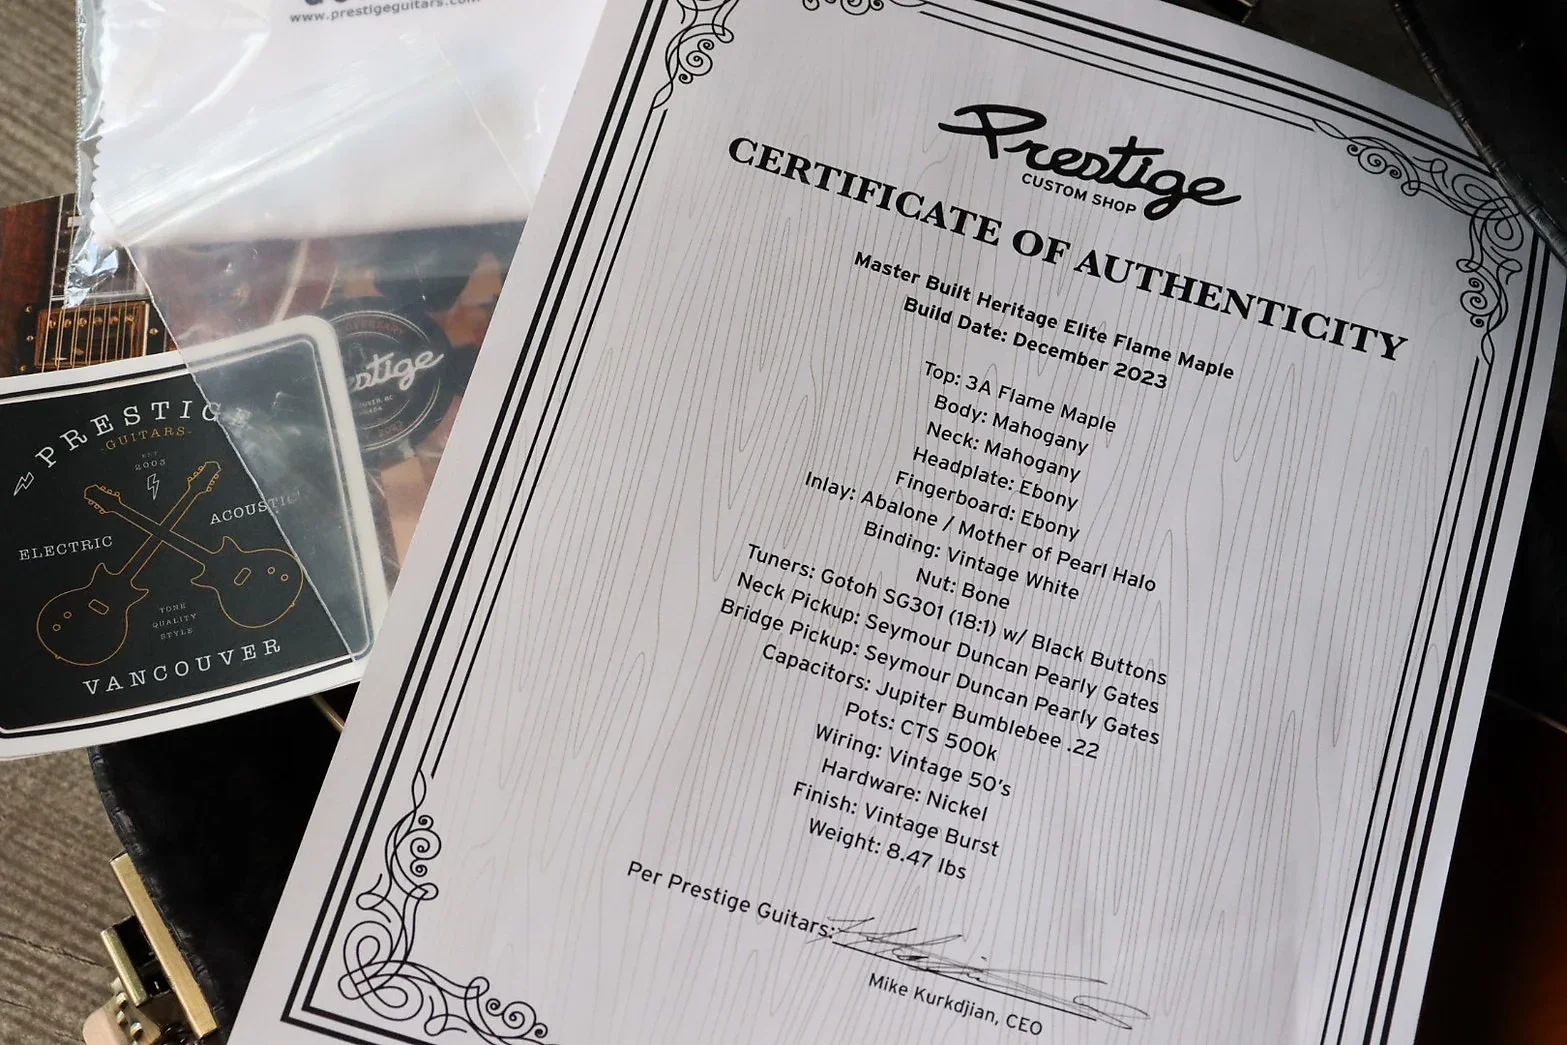 www.prestigeguitars.com
Prestige
CUSTOM SHOP
CERTIFICATE OF AUTHENTICITY
Master Built Heritage Elite Flame Maple
Build Date: December 2023
Top: 3A Flame Maple
Body: Mahogany
Neck: Mahogany
Headplate: Ebony
Fingerboard: Ebony
Inlay: Abalone / Mother of Pearl Halo
Binding: Vintage White
Nut: Bone
Tuners: Gotoh SG301 (18:1) w/ Black Buttons
Neck Pickup: Seymour Duncan Pearly Gates
Bridge Pickup: Seymour Duncan Pearly Gates
Capacitors: Jupiter Bumblebee .22
Pots: CTS 500k
Wiring: Vintage 50's
Hardware: Nickel
Finish: Vintage Burst
Weight: 8.47 lbs
Per Prestige Guitars:
Mike Kurkdjian, CEO
PRESTIG
GUITARS
EST
2003
ELECTRIC
ACOUSTIC
TONE
QUALITY
STYLE
VANCOUVER
estige